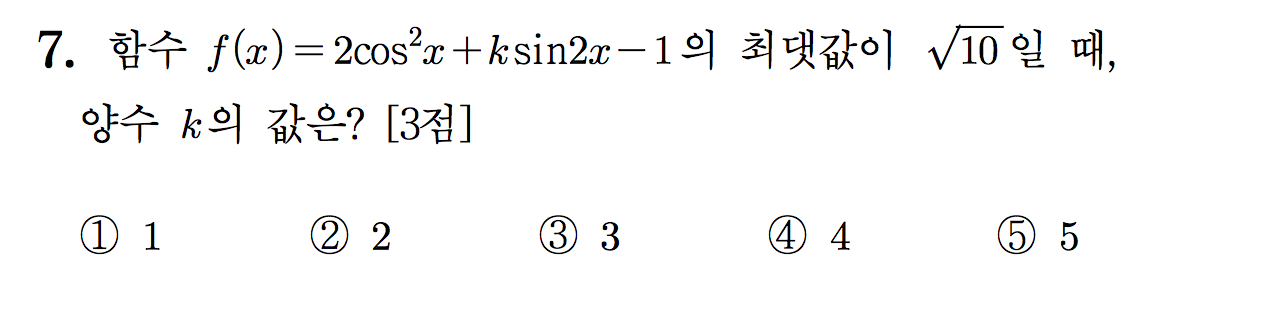 7. 함수 f(x)=2cos²x+ksin2x-1의 최댓값이 √10일 때,
양수 k의 값은? [3점]
① 1 ② 2 ③ 3 ④ 4 ⑤ 5